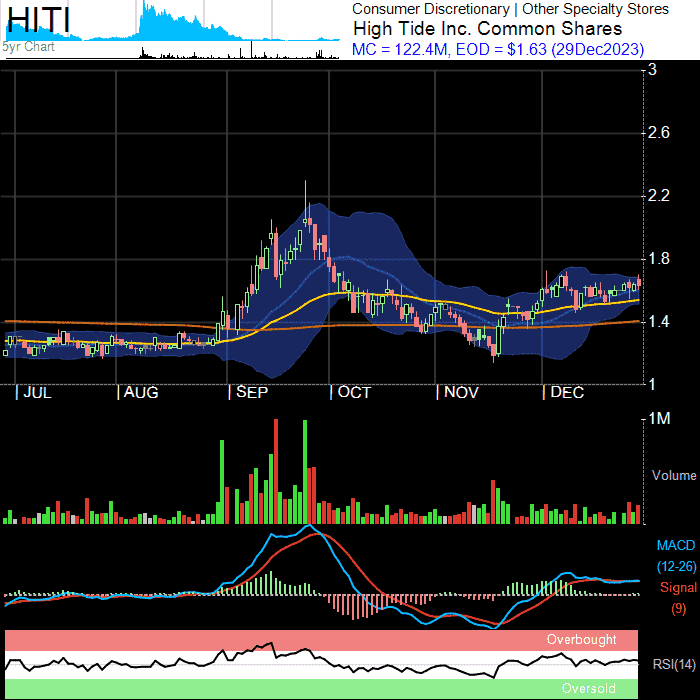 HITI
5yr Chart
Consumer Discretionary | Other Specialty Stores
High Tide Inc. Common Shares
MC = 122.4M, EOD = $1.63 (29Dec2023)
3
2.6
2.2
1.8
1.4
1
| JUL | AUG | SEP | OCT | NOV | DEC
1M
Volume
MACD
(12-26)
Signal
(9)
Overbought
RSI(14)
Oversold